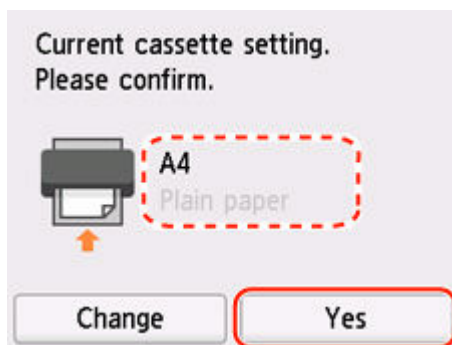 Current cassette setting.
Please confirm.
A4
Plain paper
Change
Yes